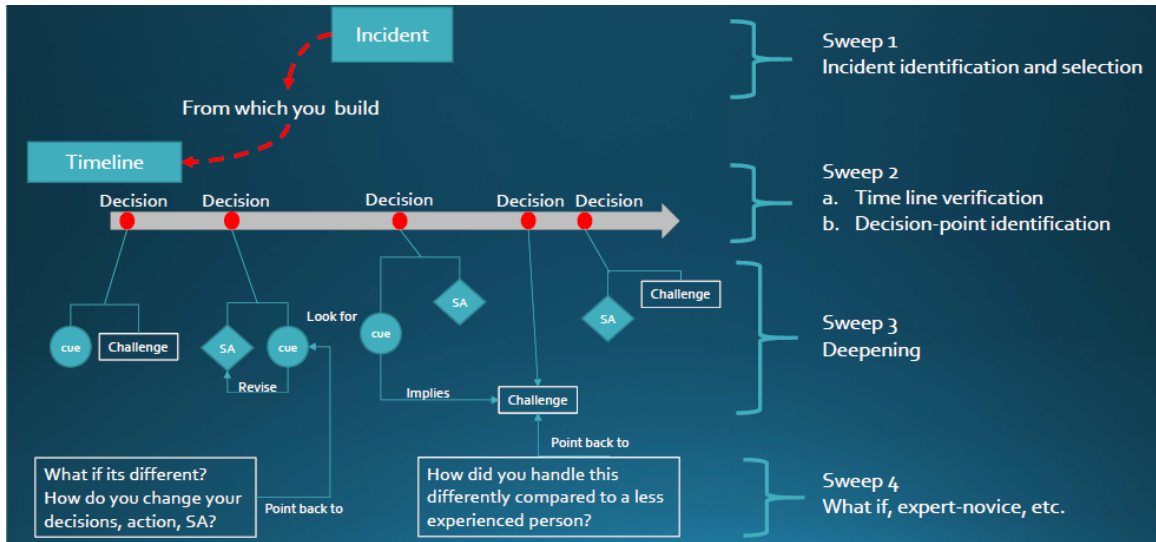 Incident
Sweep 1
Incident identification and selection
From which you build
Timeline
Sweep 2
a. Time line verification
b. Decision-point identification
Decision
Decision
Decision
Decision
Decision
cue
Challenge
SA
cue
Revise
Look for
cue
SA
Implies
Challenge
SA
Challenge
Sweep 3
Deepening
Point back to
What if its different?
How do you change your
decisions, action, SA?
Point back to
How did you handle this
differently compared to a less
experienced person?
Sweep 4
What if, expert-novice, etc.